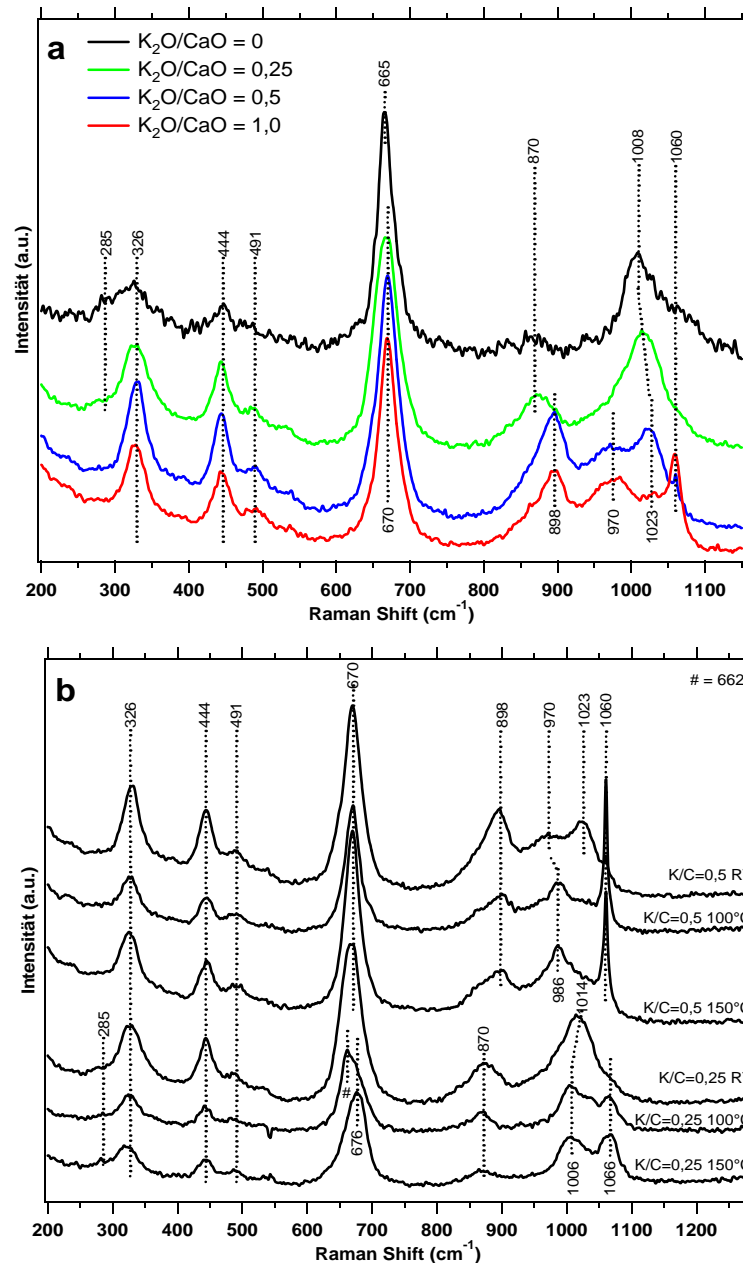 a
K₂O/CaO = 0
K₂O/CaO = 0,25
K₂O/CaO = 0,5
K₂O/CaO = 1,0
665
870
1008
1060
285
326
444
491
670
898
970
1023
Intensität (a.u.)
200 300 400 500 600 700 800 900 1000 1100
Raman Shift (cm⁻¹)
b
# = 662
326
444
491
670
898
970
1023
1060
K/C=0,5 R
K/C=0,5 100°
K/C=0,5 150°
986
1014
285
870
K/C=0,25 R
#
676
K/C=0,25 100°
K/C=0,25 150°
1006
1066
Intensität (a.u.)
200 300 400 500 600 700 800 900 1000 1100 1200
Raman Shift (cm⁻¹)